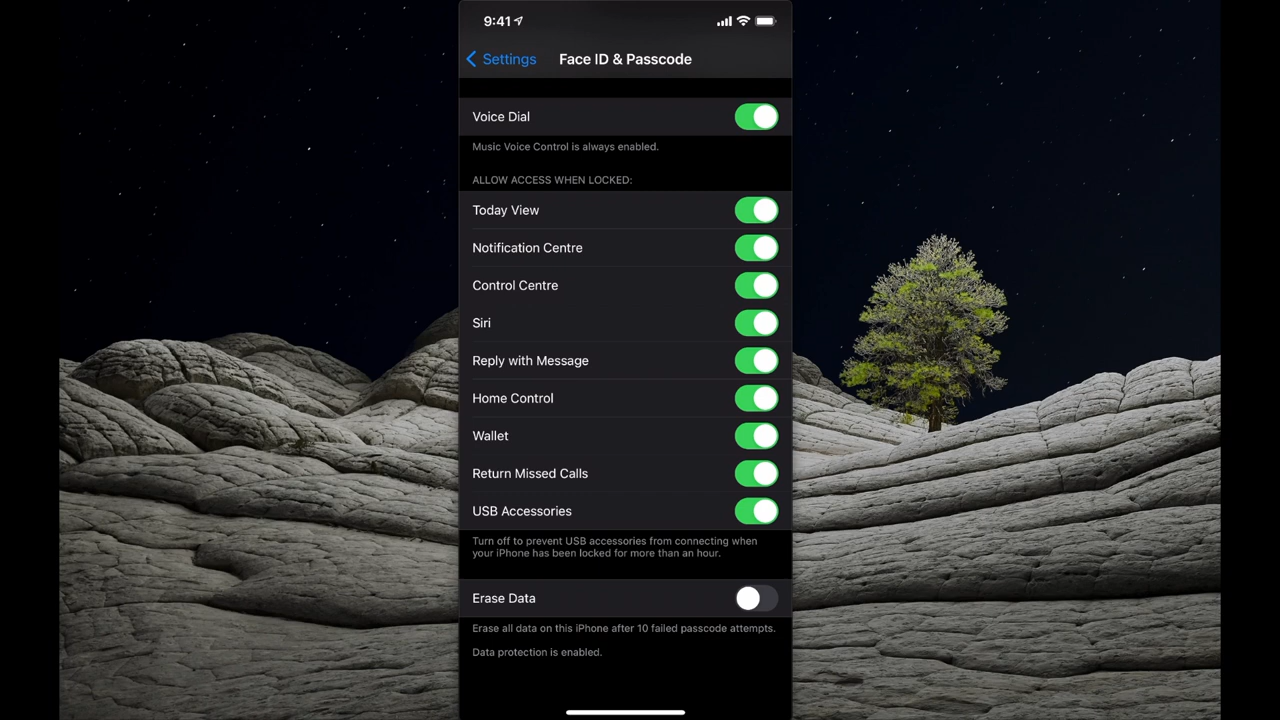 9:41
Settings
Face ID & Passcode
Voice Dial
Music Voice Control is always enabled.
ALLOW ACCESS WHEN LOCKED:
Today View
Notification Centre
Control Centre
Siri
Reply with Message
Home Control
Wallet
Return Missed Calls
USB Accessories
Turn off to prevent USB accessories from connecting when
your iPhone has been locked for more than an hour.
Erase Data
Erase all data on this iPhone after 10 failed passcode attempts.
Data protection is enabled.